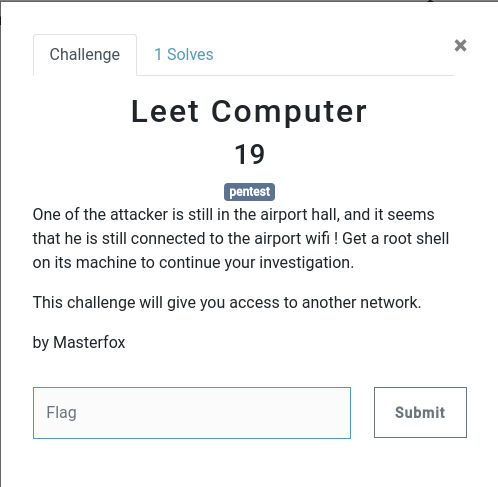 Challenge
1 Solves
×
Leet Computer
19
pentest
One of the attacker is still in the airport hall, and it seems
that he is still connected to the airport wifi ! Get a root shell
on its machine to continue your investigation.
This challenge will give you access to another network.
by Masterfox
Flag
Submit